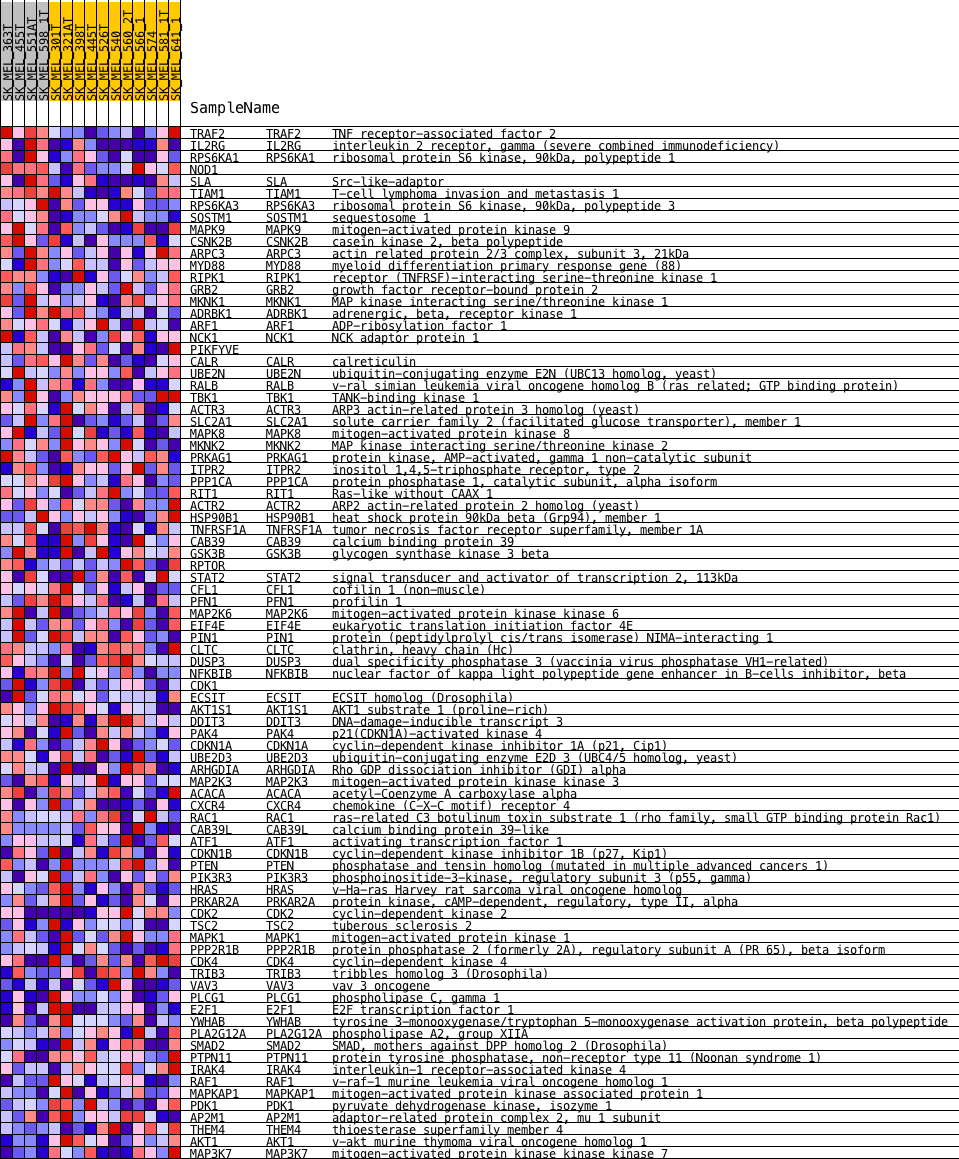 SK_MEL_363T
SK_MEL_455T
SK_MEL_551AT
SK_MEL_598_1T
SK_MEL_301T
SK_MEL_321AT
SK_MEL_398T
SK_MEL_445T
SK_MEL_526T
SK_MEL_540
SK_MEL_560_2T
SK_MEL_566_1
SK_MEL_574
SK_MEL_581_1T
SK_MEL_641_1
SampleName
TRAF2 TRAF2 TNF receptor-associated factor 2
IL2RG IL2RG interleukin 2 receptor, gamma (severe combined immunodeficiency)
RPS6KA1 RPS6KA1 ribosomal protein S6 kinase, 90kDa, polypeptide 1
NOD1
SLA SLA Src-like-adaptor
TIAM1 TIAM1 T-cell lymphoma invasion and metastasis 1
RPS6KA3 RPS6KA3 ribosomal protein S6 kinase, 90kDa, polypeptide 3
SQSTM1 SQSTM1 sequestosome 1
MAPK9 MAPK9 mitogen-activated protein kinase 9
CSNK2B CSNK2B casein kinase 2, beta polypeptide
ARPC3 ARPC3 actin related protein 2/3 complex, subunit 3, 21kDa
MYD88 MYD88 myeloid differentiation primary response gene (88)
RIPK1 RIPK1 receptor (TNFRSF)-interacting serine-threonine kinase 1
GRB2 GRB2 growth factor receptor-bound protein 2
MKNK1 MKNK1 MAP kinase interacting serine/threonine kinase 1
ADRBK1 ADRBK1 adrenergic, beta, receptor kinase 1
ARF1 ARF1 ADP-ribosylation factor 1
NCK1 NCK1 NCK adaptor protein 1
PIKFYVE
CALR CALR calreticulin
UBE2N UBE2N ubiquitin-conjugating enzyme E2N (UBC13 homolog, yeast)
RALB RALB v-ral simian leukemia viral oncogene homolog B (ras related; GTP binding protein)
TBK1 TBK1 TANK-binding kinase 1
ACTR3 ACTR3 ARP3 actin-related protein 3 homolog (yeast)
SLC2A1 SLC2A1 solute carrier family 2 (facilitated glucose transporter), member 1
MAPK8 MAPK8 mitogen-activated protein kinase 8
MKNK2 MKNK2 MAP kinase interacting serine/threonine kinase 2
PRKAG1 PRKAG1 protein kinase, AMP-activated, gamma 1 non-catalytic subunit
ITPR2 ITPR2 inositol 1,4,5-triphosphate receptor, type 2
PPP1CA PPP1CA protein phosphatase 1, catalytic subunit, alpha isoform
RIT1 RIT1 Ras-like without CAAX 1
ACTR2 ACTR2 ARP2 actin-related protein 2 homolog (yeast)
HSP90B1 HSP90B1 heat shock protein 90kDa beta (Grp94), member 1
TNFRSF1A TNFRSF1A tumor necrosis factor receptor superfamily, member 1A
CAB39 CAB39 calcium binding protein 39
GSK3B GSK3B glycogen synthase kinase 3 beta
RPTOR
STAT2 STAT2 signal transducer and activator of transcription 2, 113kDa
CFL1 CFL1 cofilin 1 (non-muscle)
PFN1 PFN1 profilin 1
MAP2K6 MAP2K6 mitogen-activated protein kinase kinase 6
EIF4E EIF4E eukaryotic translation initiation factor 4E
PIN1 PIN1 protein (peptidylprolyl cis/trans isomerase) NIMA-interacting 1
CLTC CLTC clathrin, heavy chain (Hc)
DUSP3 DUSP3 dual specificity phosphatase 3 (vaccinia virus phosphatase VH1-related)
NFKBIB NFKBIB nuclear factor of kappa light polypeptide gene enhancer in B-cells inhibitor, beta
CDK1
ECSIT ECSIT ECSIT homolog (Drosophila)
AKT1S1 AKT1S1 AKT1 substrate 1 (proline-rich)
DDIT3 DDIT3 DNA-damage-inducible transcript 3
PAK4 PAK4 p21(CDKN1A)-activated kinase 4
CDKN1A CDKN1A cyclin-dependent kinase inhibitor 1A (p21, Cip1)
UBE2D3 UBE2D3 ubiquitin-conjugating enzyme E2D 3 (UBC4/5 homolog, yeast)
ARHGDIA ARHGDIA Rho GDP dissociation inhibitor (GDI) alpha
MAP2K3 MAP2K3 mitogen-activated protein kinase kinase 3
ACACA ACACA acetyl-Coenzyme A carboxylase alpha
CXCR4 CXCR4 chemokine (C-X-C motif) receptor 4
RAC1 RAC1 ras-related C3 botulinum toxin substrate 1 (rho family, small GTP binding protein Rac1)
CAB39L CAB39L calcium binding protein 39-like
ATF1 ATF1 activating transcription factor 1
CDKN1B CDKN1B cyclin-dependent kinase inhibitor 1B (p27, Kip1)
PTEN PTEN phosphatase and tensin homolog (mutated in multiple advanced cancers 1)
PIK3R3 PIK3R3 phosphoinositide-3-kinase, regulatory subunit 3 (p55, gamma)
HRAS HRAS v-Ha-ras Harvey rat sarcoma viral oncogene homolog
PRKAR2A PRKAR2A protein kinase, cAMP-dependent, regulatory, type II, alpha
CDK2 CDK2 cyclin-dependent kinase 2
TSC2 TSC2 tuberous sclerosis 2
MAPK1 MAPK1 mitogen-activated protein kinase 1
PPP2R1B PPP2R1B protein phosphatase 2 (formerly 2A), regulatory subunit A (PR 65), beta isoform
CDK4 CDK4 cyclin-dependent kinase 4
TRIB3 TRIB3 tribbles homolog 3 (Drosophila)
VAV3 VAV3 vav 3 oncogene
PLCG1 PLCG1 phospholipase C, gamma 1
E2F1 E2F1 E2F transcription factor 1
YWHAB YWHAB tyrosine 3-monooxygenase/tryptophan 5-monooxygenase activation protein, beta polypeptide
PLA2G12A PLA2G12A phospholipase A2, group XIIA
SMAD2 SMAD2 SMAD, mothers against DPP homolog 2 (Drosophila)
PTPN11 PTPN11 protein tyrosine phosphatase, non-receptor type 11 (Noonan syndrome 1)
IRAK4 IRAK4 interleukin-1 receptor-associated kinase 4
RAF1 RAF1 v-raf-1 murine leukemia viral oncogene homolog 1
MAPKAP1 MAPKAP1 mitogen-activated protein kinase associated protein 1
PDK1 PDK1 pyruvate dehydrogenase kinase, isozyme 1
AP2M1 AP2M1 adaptor-related protein complex 2, mu 1 subunit
THEM4 THEM4 thioesterase superfamily member 4
AKT1 AKT1 v-akt murine thymoma viral oncogene homolog 1
MAP3K7 MAP3K7 mitogen-activated protein kinase kinase kinase 7